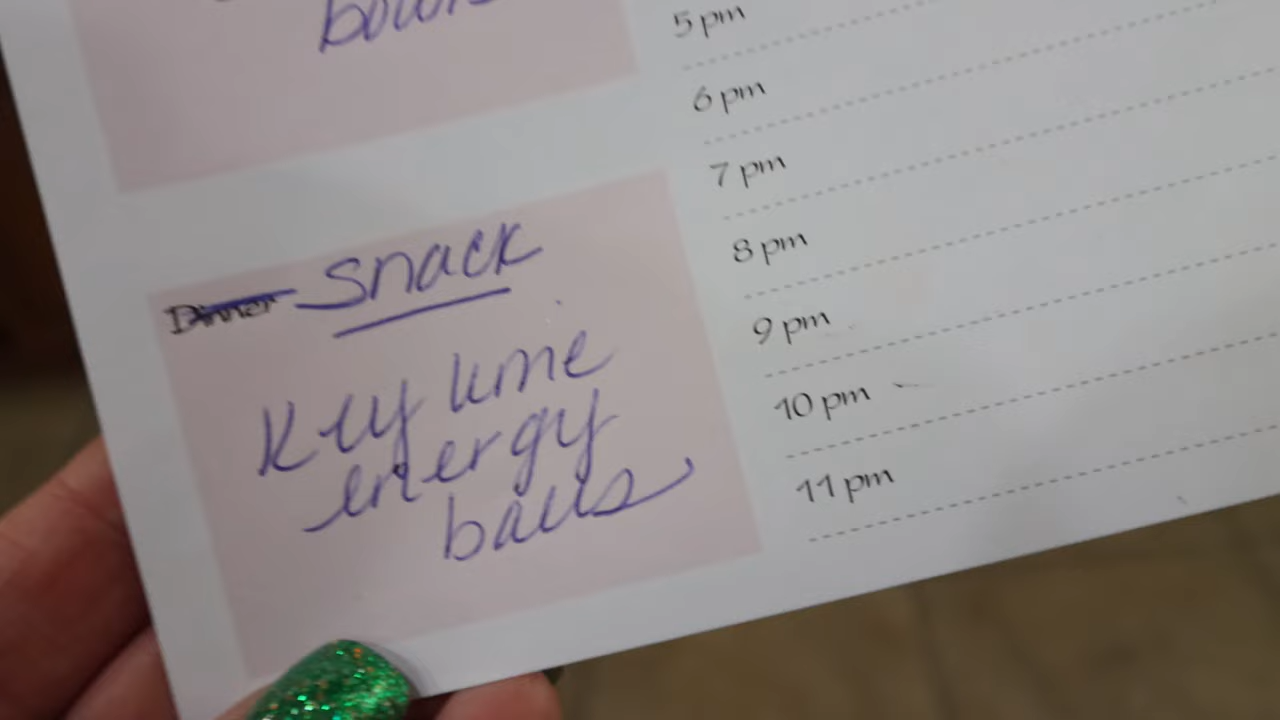 bowls
Dinner Snack
Key lime
energy
balls
5 pm
6 pm
7 pm
8 pm
9 pm
10 pm
11 pm